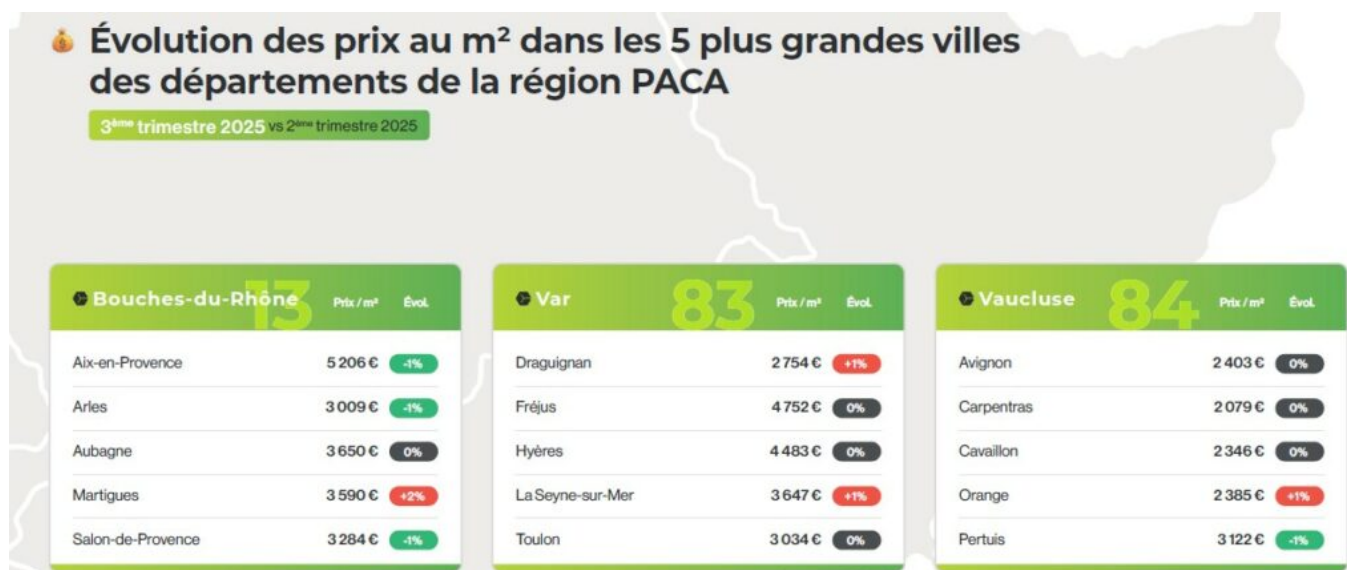 Évolution des prix au m² dans les 5 plus grandes villes
des départements de la région PACA
3ème trimestre 2025 vs 2ème trimestre 2025
Bouches-du-Rhône 13 Prix / m² Évol.
Aix-en-Provence 5 206 € -1%
Arles 3 009 € -1%
Aubagne 3 650 € 0%
Martigues 3 590 € +2%
Salon-de-Provence 3 284 € -1%
Var 83 Prix / m² Évol.
Draguignan 2 754 € +1%
Fréjus 4 752 € 0%
Hyères 4 483 € 0%
La Seyne-sur-Mer 3 647 € +1%
Toulon 3 034 € 0%
Vaucluse 84 Prix / m² Évol.
Avignon 2 403 € 0%
Carpentras 2 079 € 0%
Cavaillon 2 346 € 0%
Orange 2 385 € +1%
Pertuis 3 122 € -1%